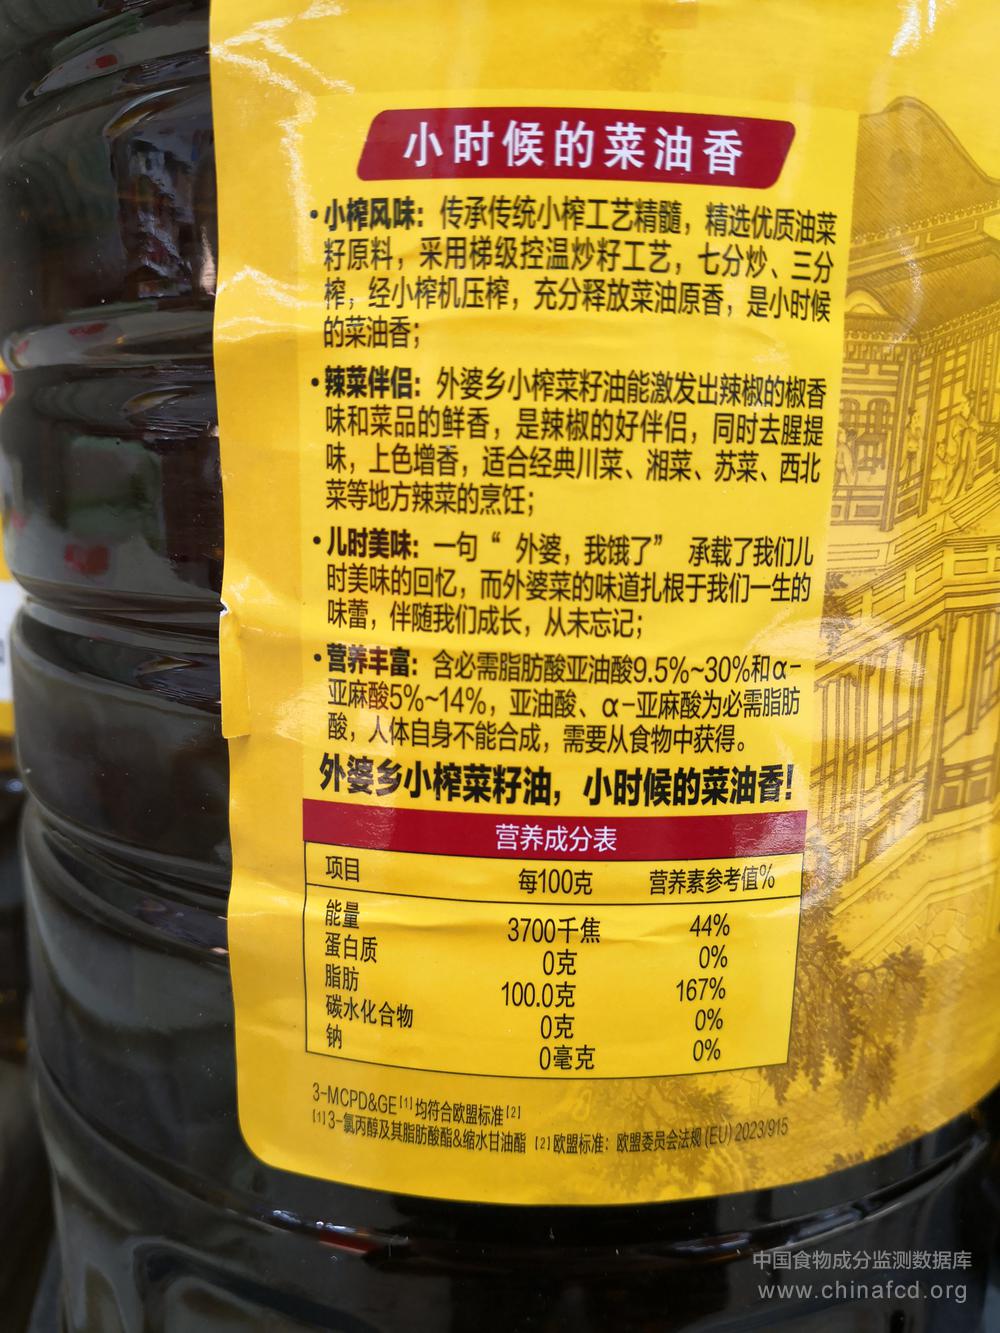 小时候的菜油香
•小榨风味：传承传统小榨工艺精髓，精选优质油菜
籽原料，采用梯级控温炒籽工艺，七分炒、三分
榨，经小榨机压榨，充分释放菜油原香，是小时候
的菜油香；
•辣菜伴侣：外婆乡小榨菜籽油能激发出辣椒的椒香
味和菜品的鲜香，是辣椒的好伴侣，同时去腥提
味，上色增香，适合经典川菜、湘菜、苏菜、西北
菜等地方辣菜的烹饪；
•儿时美味：一句“外婆，我饿了” 承载了我们儿
时美味的回忆，而外婆菜的味道扎根于我们一生的
味蕾，伴随我们成长，从未忘记；
•营养丰富：含必需脂肪酸亚油酸9.5%~30%和α-
亚麻酸5%~14%，亚油酸、α-亚麻酸为必需脂肪
酸，人体自身不能合成，需要从食物中获得。
外婆乡小榨菜籽油，小时候的菜油香！
营养成分表
项目 每100克 营养素参考值%
能量 3700千焦 44%
蛋白质 0克 0%
脂肪 100.0克 167%
碳水化合物 0克 0%
钠 0毫克 0%
3-MCPD&GE[1]均符合欧盟标准[2]
[1]3-氯丙醇及其脂肪酸酯&缩水甘油酯 [2]欧盟标准：欧盟委员会法规(EU) 2023/915
中国食物成分监测数据库
www.chinafcd.org